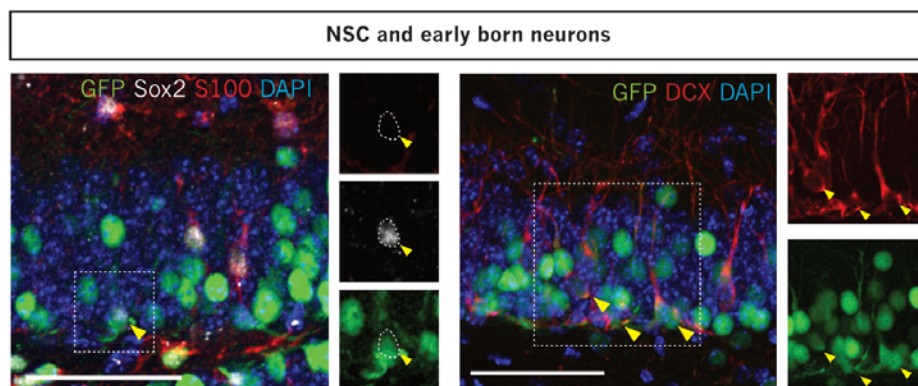 NSC and early born neurons
GFP Sox2 S100 DAPI
GFP DCX DAPI